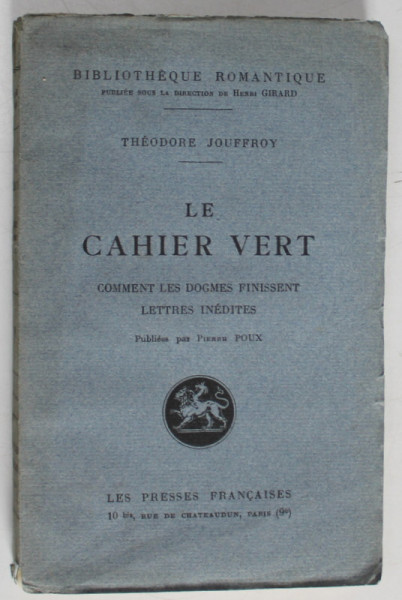 BIBLIOTHÈQUE ROMANTIQUE
PUBLIÉE SOUS LA DIRECTION DE HENRI GIRARD
THÉODORE JOUFFROY
LE
CAHIER VERT
COMMENT LES DOGMES FINISSENT
LETTRES INÉDITES
Publiées par PIERRE POUX
LES PRESSES FRANÇAISES
10 bis, RUE DE CHATEAUDUN, PARIS (9e)